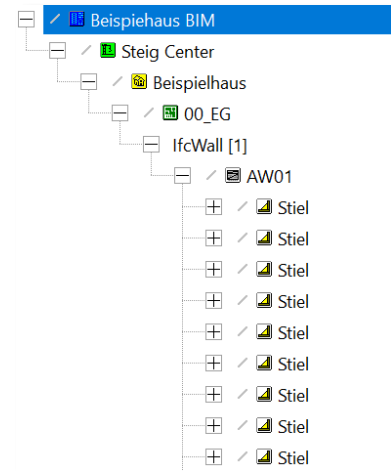 Beispiehaus BIM
Steig Center
Beispielhaus
00_EG
IfcWall [1]
AW01
Stiel
Stiel
Stiel
Stiel
Stiel
Stiel
Stiel
Stiel
Stiel